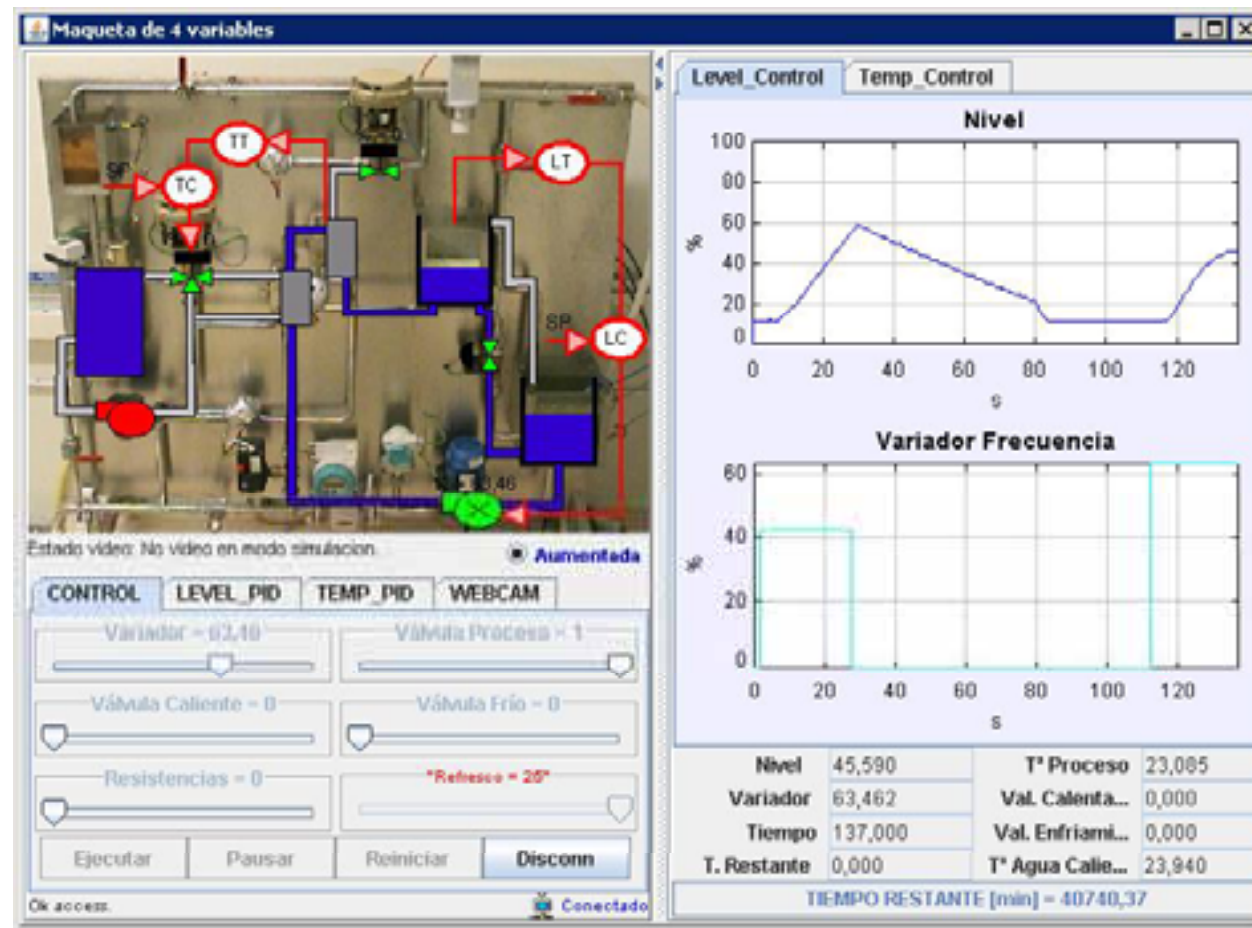 Maqueta de 4 variables
TT
LT
SP
TC
SP
LC
Estado video: No video en modo simulacion.
Aumentada
CONTROL LEVEL_PID TEMP_PID WEBCAM
Variador = 63,46 Válvula Proceso = 1
Válvula Caliente = 0 Válvula Frío = 0
Resistencias = 0 "Refresco = 25"
Ejecutar Pausar Reiniciar Disconn
Ok access. Conectado
Level_Control Temp_Control
Nivel
100
80
60
40
20
0
%
0 20 40 60 80 100 120
s
Variador Frecuencia
60
40
20
0
%
0 20 40 60 80 100 120
s
Nivel 45,590 Tª Proceso 23,085
Variador 63,462 Val. Calenta... 0,000
Tiempo 137,000 Val. Enfriami... 0,000
T. Restante 0,000 Tª Agua Calie... 23,940
TIEMPO RESTANTE [min] = 40740,37